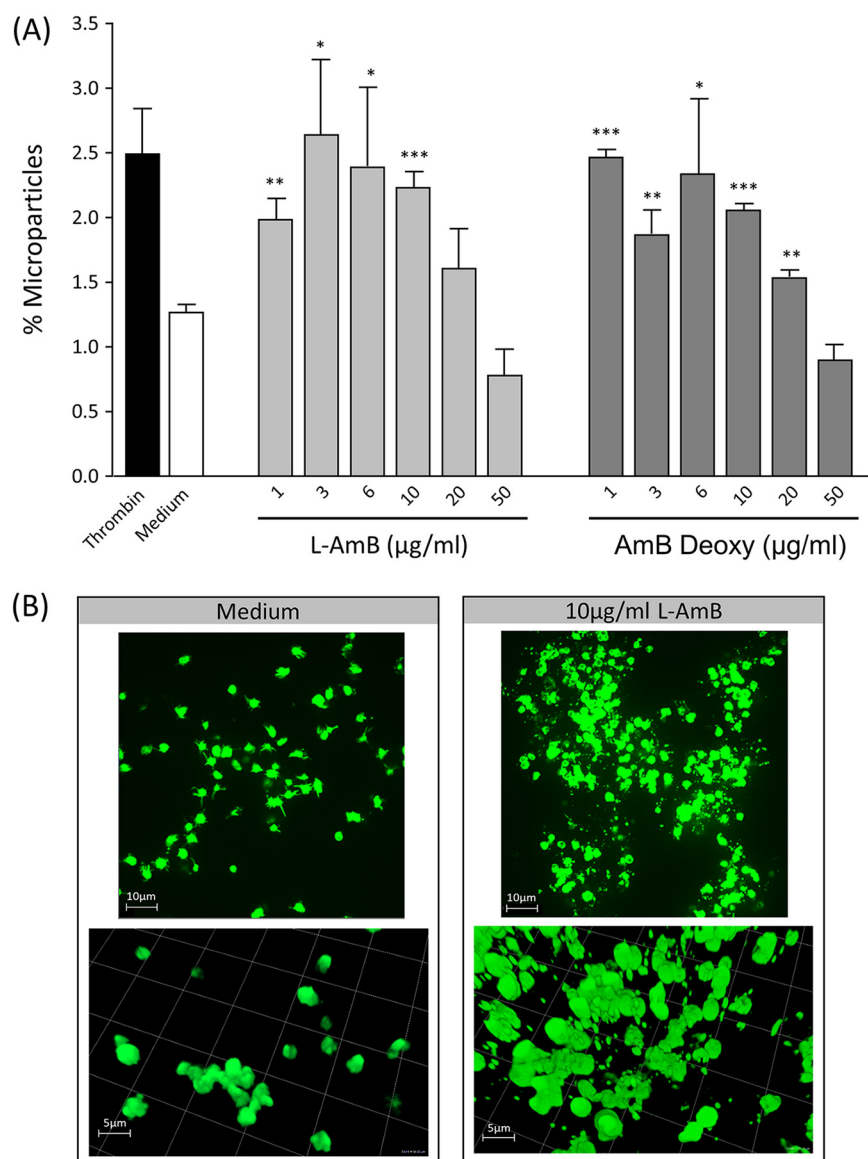 (A)
% Microparticles
3.5
3.0
2.5
2.0
1.5
1.0
0.5
0.0
** * * *** *** ** * *** **
Thrombin Medium 1 3 6 10 20 50 1 3 6 10 20 50
L-AmB (µg/ml) AmB Deoxy (µg/ml)
(B)
Medium 10µg/ml L-AmB
10µm 10µm
5µm 5µm